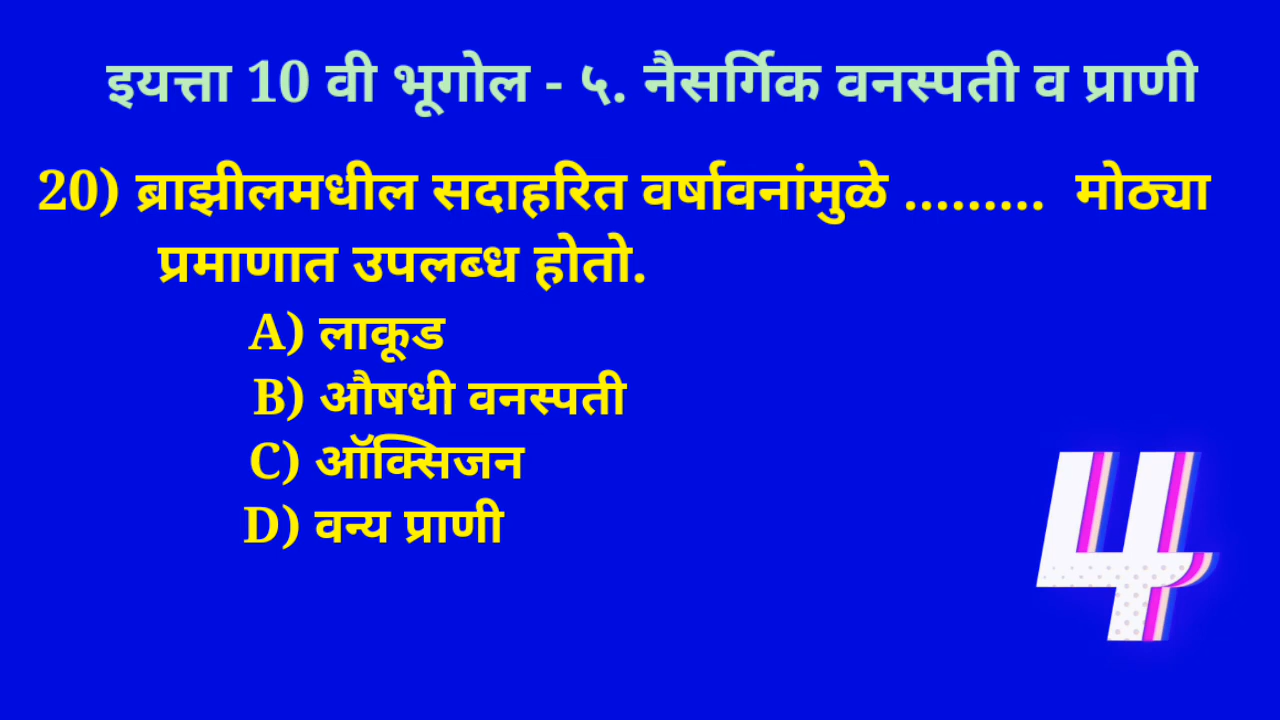 इयत्ता 10 वी भूगोल - ५. नैसर्गिक वनस्पती व प्राणी
20) ब्राझीलमधील सदाहरित वर्षावनांमुळे ......... मोठ्या
प्रमाणात उपलब्ध होतो.
A) लाकूड
B) औषधी वनस्पती
C) ऑक्सिजन
D) वन्य प्राणी
4